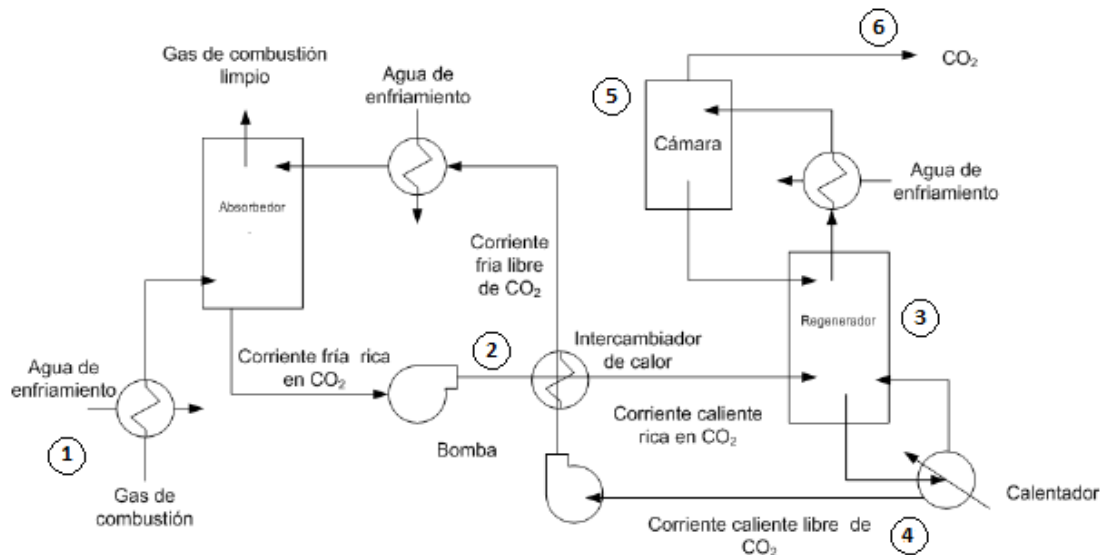 Gas de combustión
limpio
Agua de
enfriamiento
Absorbedor
Corriente
fria libre
de CO₂
Agua de
enfriamiento
1
Gas de
combustión
Corriente fría rica
en CO₂
2
Bomba
Intercambiador
de calor
Corriente caliente
rica en CO₂
6
CO₂
5
Cámara
Agua de
enfriamiento
Regenerador
3
Calentador
Corriente caliente libre de
CO₂
4